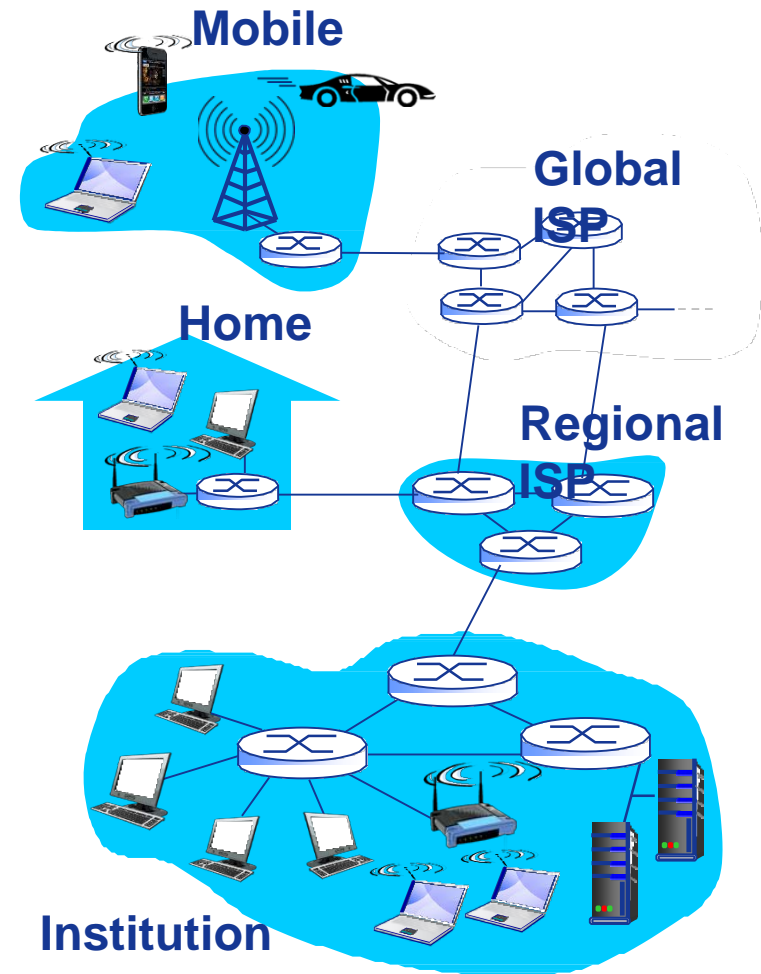 Mobile
Global
ISP
Home
Regional
ISP
Institution